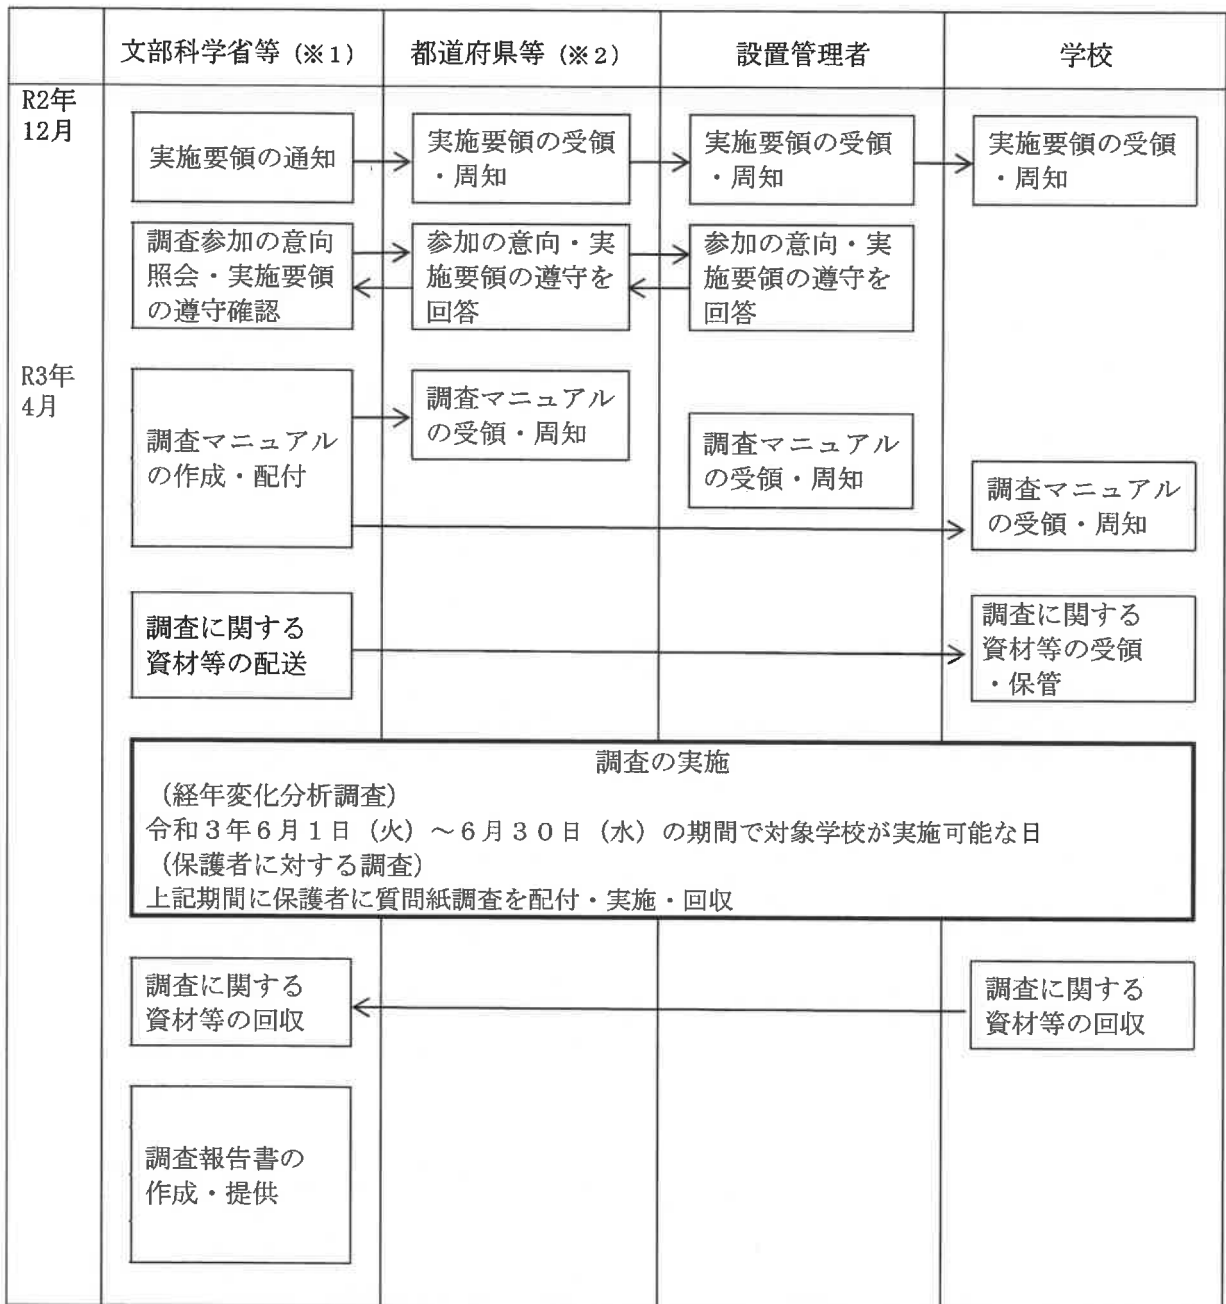 文部科学省等（※1）
都道府県等（※2）
設置管理者
学校
R2年
12月
実施要領の通知
実施要領の受領
・周知
実施要領の受領
・周知
実施要領の受領
・周知
調査参加の意向
照会・実施要領
の遵守確認
参加の意向・実
施要領の遵守を
回答
参加の意向・実
施要領の遵守を
回答
R3年
4月
調査マニュアル
の作成・配付
調査マニュアル
の受領・周知
調査マニュアル
の受領・周知
調査マニュアル
の受領・周知
調査に関する
資材等の配送
調査に関する
資材等の受領
・保管
調査の実施
（経年変化分析調査）
令和３年６月１日（火）～６月３０日（水）の期間で対象学校が実施可能な日
（保護者に対する調査）
上記期間に保護者に質問紙調査を配付・実施・回収
調査に関する
資材等の回収
調査に関する
資材等の回収
調査報告書の
作成・提供